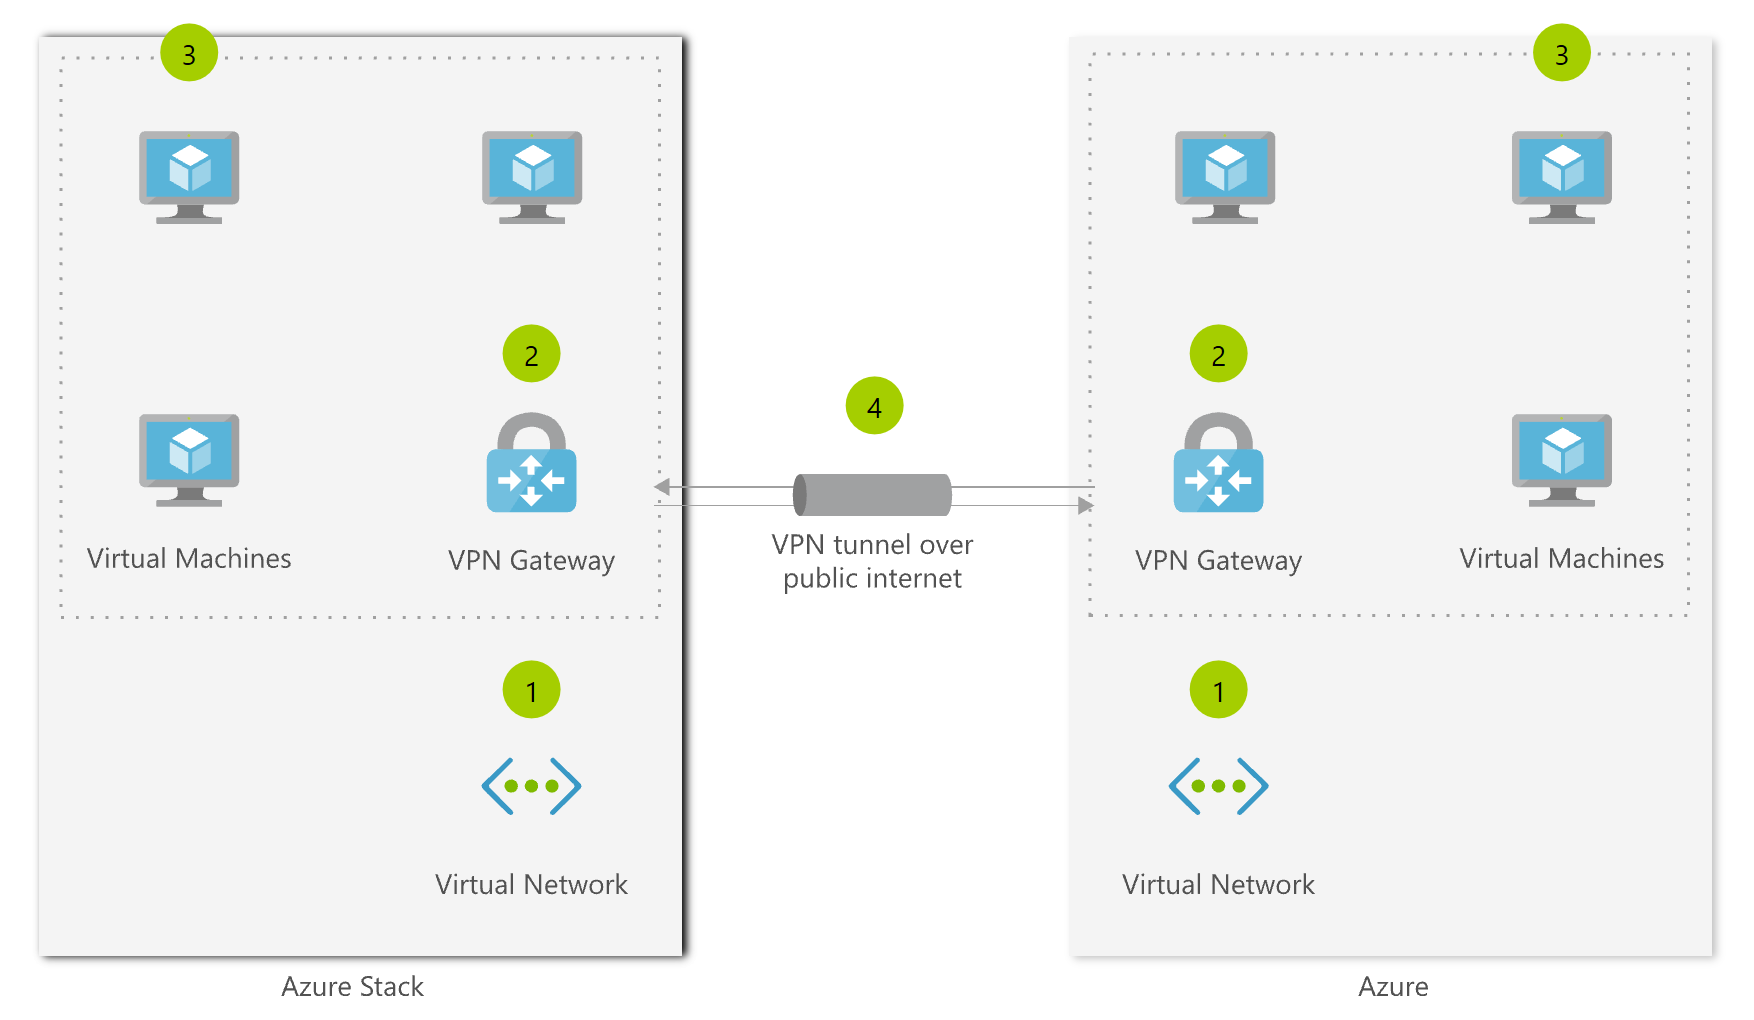 3
3
2
2
4
Virtual Machines
VPN Gateway
VPN tunnel over
public internet
VPN Gateway
Virtual Machines
1
1
Virtual Network
Virtual Network
Azure Stack
Azure